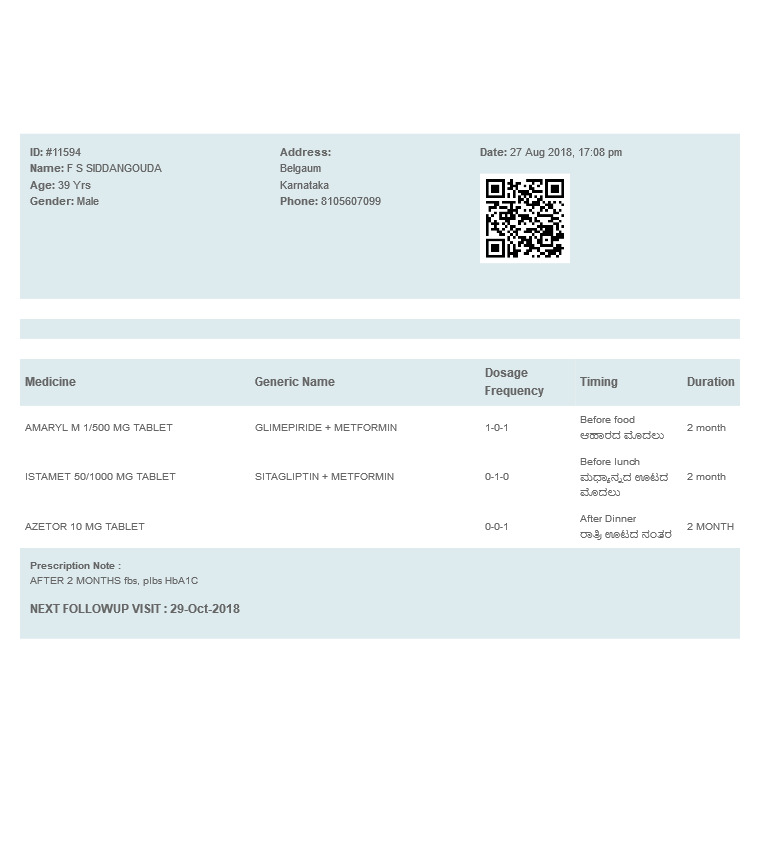 ID: #11594
Name: F S SIDDANGOUDA
Age: 39 Yrs
Gender: Male
Address:
Belgaum
Karnataka
Phone: 8105607099
Date: 27 Aug 2018, 17:08 pm
Medicine Generic Name Dosage Frequency Timing Duration
AMARYL M 1/500 MG TABLET GLIMEPIRIDE + METFORMIN 1-0-1 Before food 2 month
ಆಹಾರದ ಮೊದಲು
ISTAMET 50/1000 MG TABLET SITAGLIPTIN + METFORMIN 0-1-0 Before lunch 2 month
ಮಧ್ಯಾನ್ನದ ಊಟದ
ಮೊದಲು
AZETOR 10 MG TABLET 0-0-1 After Dinner 2 MONTH
ರಾತ್ರಿ ಊಟದ ನಂತರ
Prescription Note :
AFTER 2 MONTHS fbs, plbs HbA1C
NEXT FOLLOWUP VISIT : 29-Oct-2018